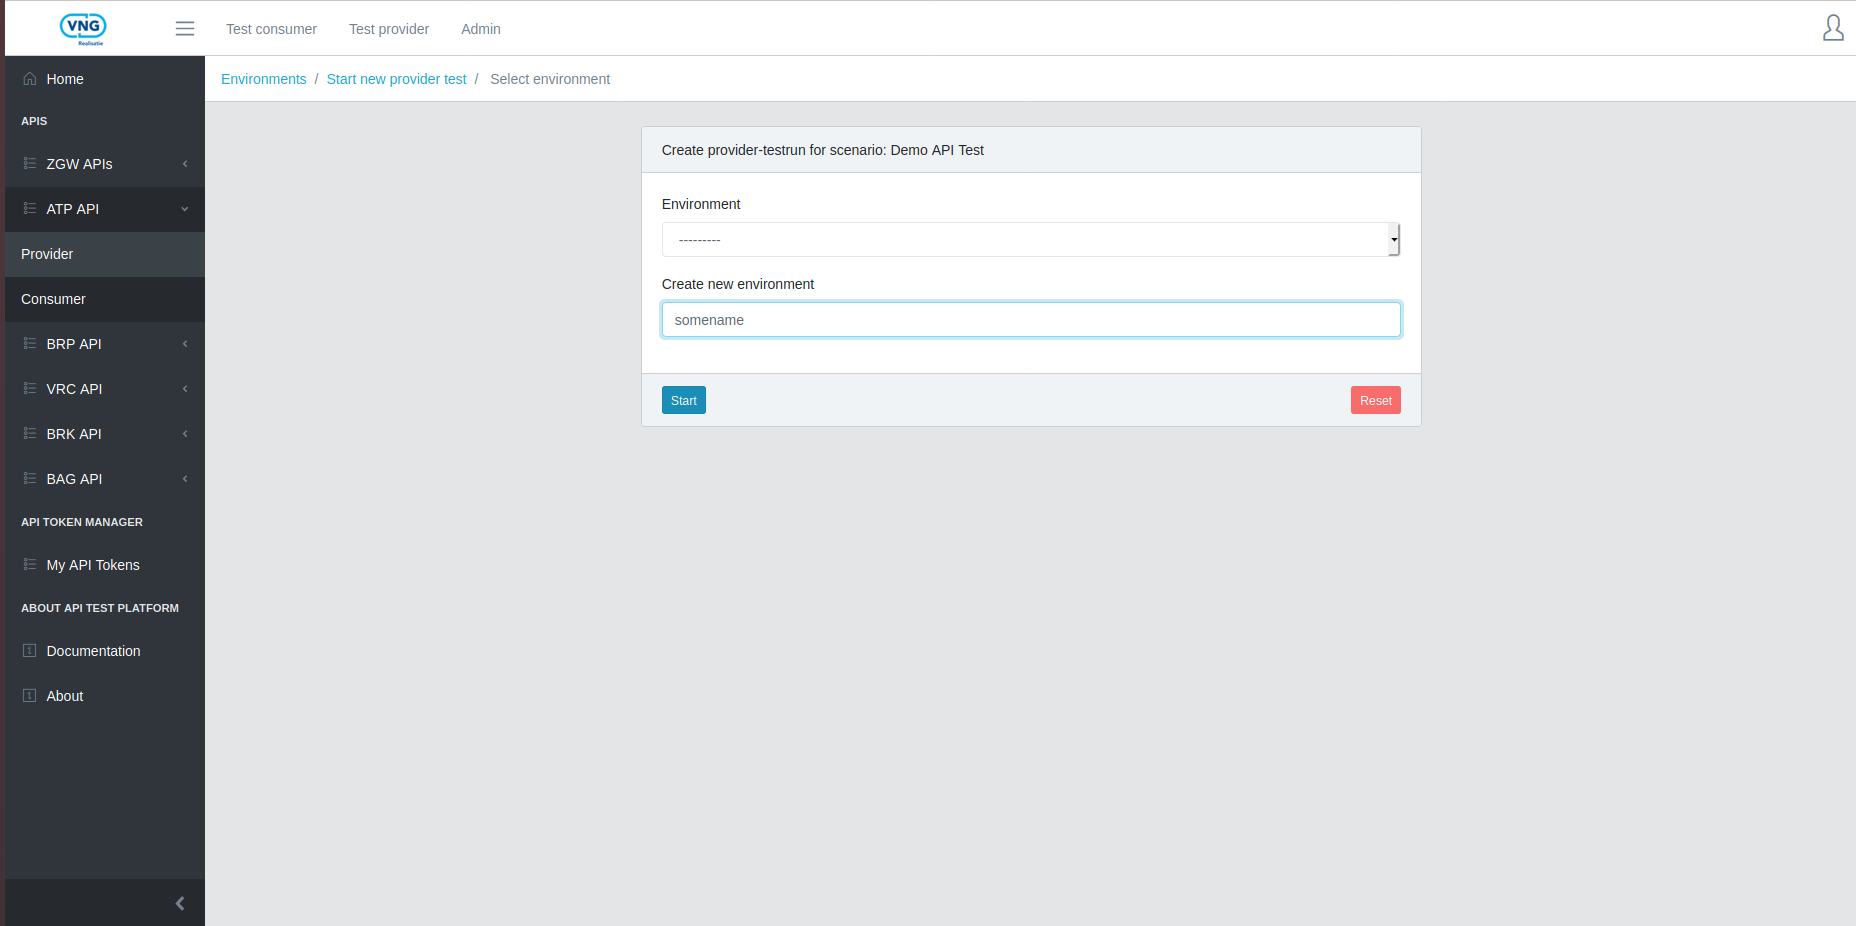 VNG
Realisatie
Test consumer
Test provider
Admin
Home
APIS
ZGW APIs
ATP API
Provider
Consumer
BRP API
VRC API
BRK API
BAG API
API TOKEN MANAGER
My API Tokens
ABOUT API TEST PLATFORM
Documentation
About
Environments / Start new provider test / Select environment
Create provider-testrun for scenario: Demo API Test
Environment
---------
Create new environment
somename
Start
Reset